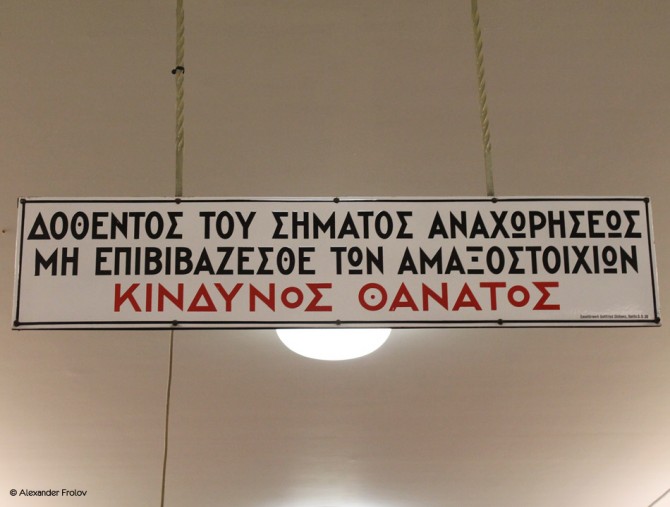 ΔΟΘΕΝΤΟΣ ΤΟΥ ΣΗΜΑΤΟΣ ΑΝΑΧΩΡΗΣΕΩΣ
ΜΗ ΕΠΙΒΙΒΑΖΕΣΘΕ ΤΩΝ ΑΜΑΞΟΣΤΟΙΧΙΩΝ
ΚΙΝΔΥΝΟΣ ΘΑΝΑΤΟΣ
© Alexander Frolov